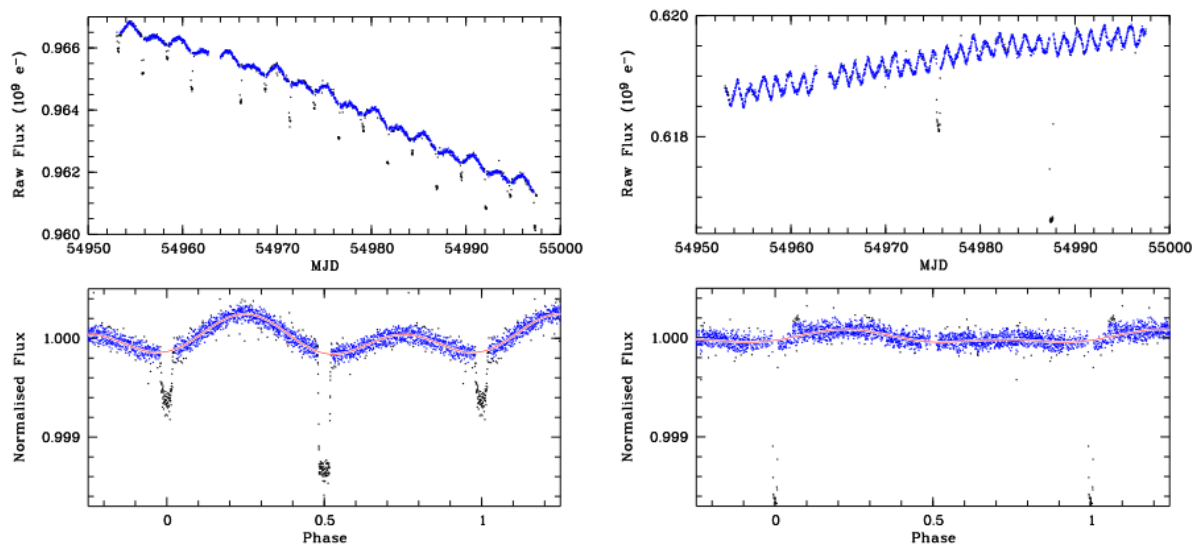 Raw Flux (10⁹ e⁻)
0.966
0.964
0.962
0.960
54950 54960 54970 54980 54990 55000
MJD
Raw Flux (10⁹ e⁻)
0.620
0.618
54950 54960 54970 54980 54990 55000
MJD
Normalised Flux
1.000
0.999
0 0.5 1
Phase
Normalised Flux
1.000
0.999
0 0.5 1
Phase